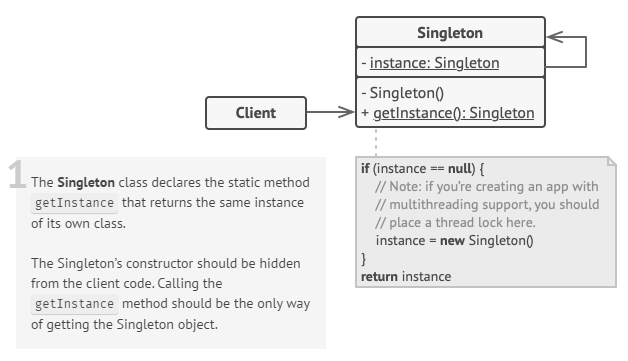 Singleton
- instance: Singleton
- Singleton()
+ getInstance(): Singleton
Client
1
The Singleton class declares the static method
getInstance that returns the same instance
of its own class.
The Singleton’s constructor should be hidden
from the client code. Calling the
getInstance method should be the only way
of getting the Singleton object.
if (instance == null) {
// Note: if you’re creating an app with
// multithreading support, you should
// place a thread lock here.
instance = new Singleton()
}
return instance